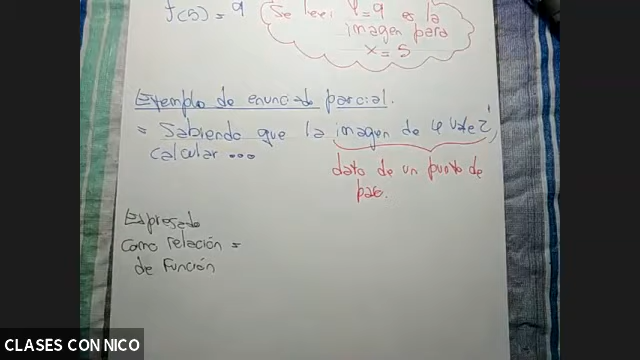 f(5) = 9
Se lee: Y=9 es la
imagen para
x = 5
Ejemplo de enunciado parcial.
= Sabiendo que la imagen de 4 vale 2,
calcular ...
dato de un punto de
paso.
Expresado
como relación =
de Función
CLASES CON NICO